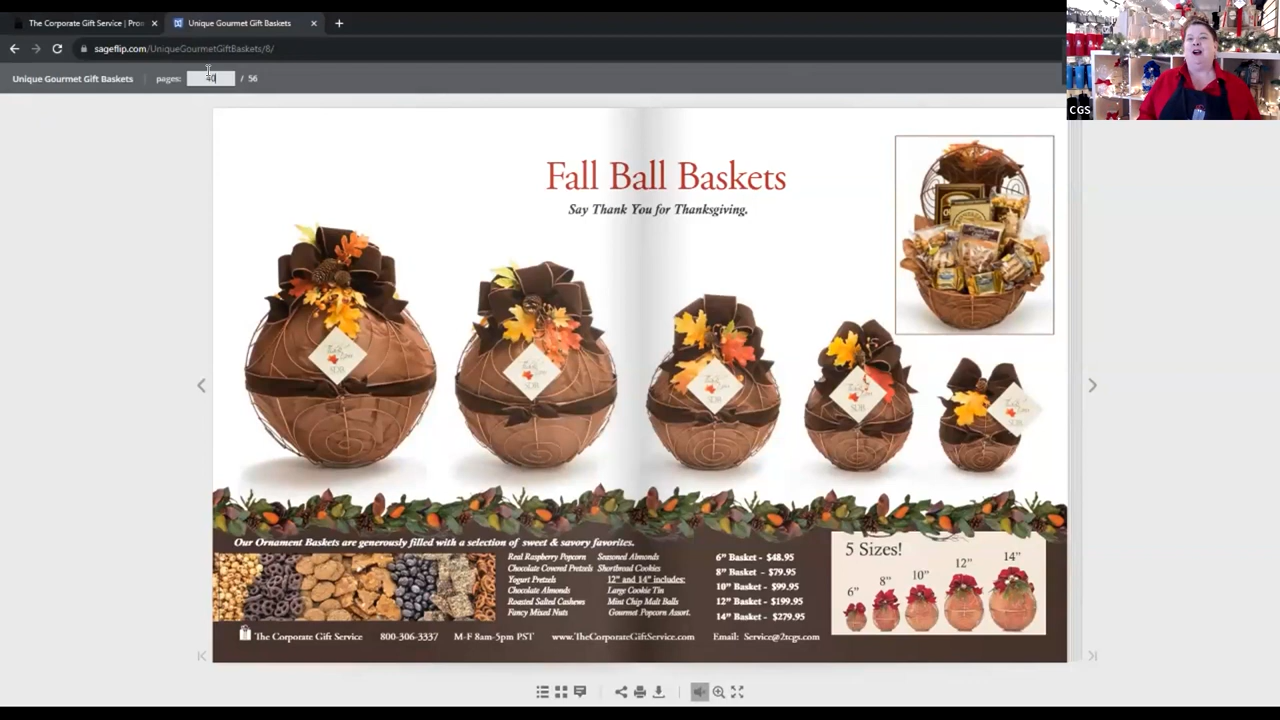 The Corporate Gift Service | Pro
Unique Gourmet Gift Baskets
sageflip.com/UniqueGourmetGiftBaskets/8/
Unique Gourmet Gift Baskets
pages:
40
/ 56
CGS
Fall Ball Baskets
Say Thank You for Thanksgiving.
Our Ornament Baskets are generously filled with a selection of sweet & savory favorites.
Real Raspberry Popcorn
Chocolate Covered Pretzels
Yogurt Pretzels
Chocolate Almonds
Roasted Salted Cashews
Fancy Mixed Nuts
Seasoned Almonds
Shortbread Cookies
12" and 14" includes:
Large Cookie Tin
Mint Chip Malt Balls
Gourmet Popcorn Assort.
6" Basket - $48.95
8" Basket - $79.95
10" Basket - $99.95
12" Basket - $199.95
14" Basket - $279.95
5 Sizes!
6"
8"
10"
12"
14"
The Corporate Gift Service 800-306-3337 M-F 8am-5pm PST www.TheCorporateGiftService.com Email: Service@2tcgs.com